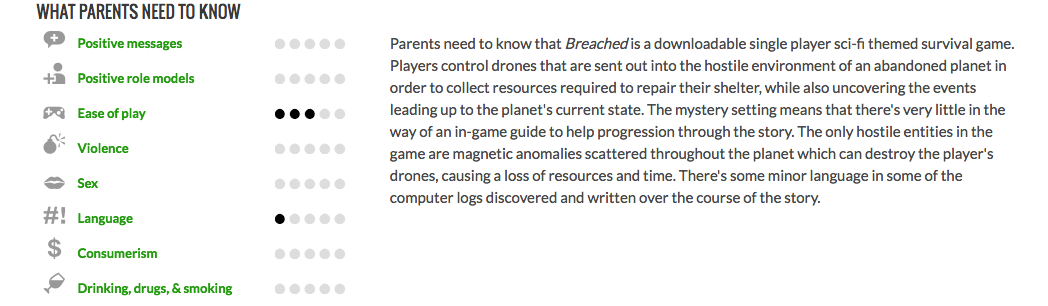 WHAT PARENTS NEED TO KNOW
Positive messages
Positive role models
Ease of play
Violence
Sex
#! Language
$ Consumerism
Drinking, drugs, & smoking
Parents need to know that Breached is a downloadable single player sci-fi themed survival game.
Players control drones that are sent out into the hostile environment of an abandoned planet in
order to collect resources required to repair their shelter, while also uncovering the events
leading up to the planet's current state. The mystery setting means that there's very little in the
way of an in-game guide to help progression through the story. The only hostile entities in the
game are magnetic anomalies scattered throughout the planet which can destroy the player's
drones, causing a loss of resources and time. There's some minor language in some of the
computer logs discovered and written over the course of the story.